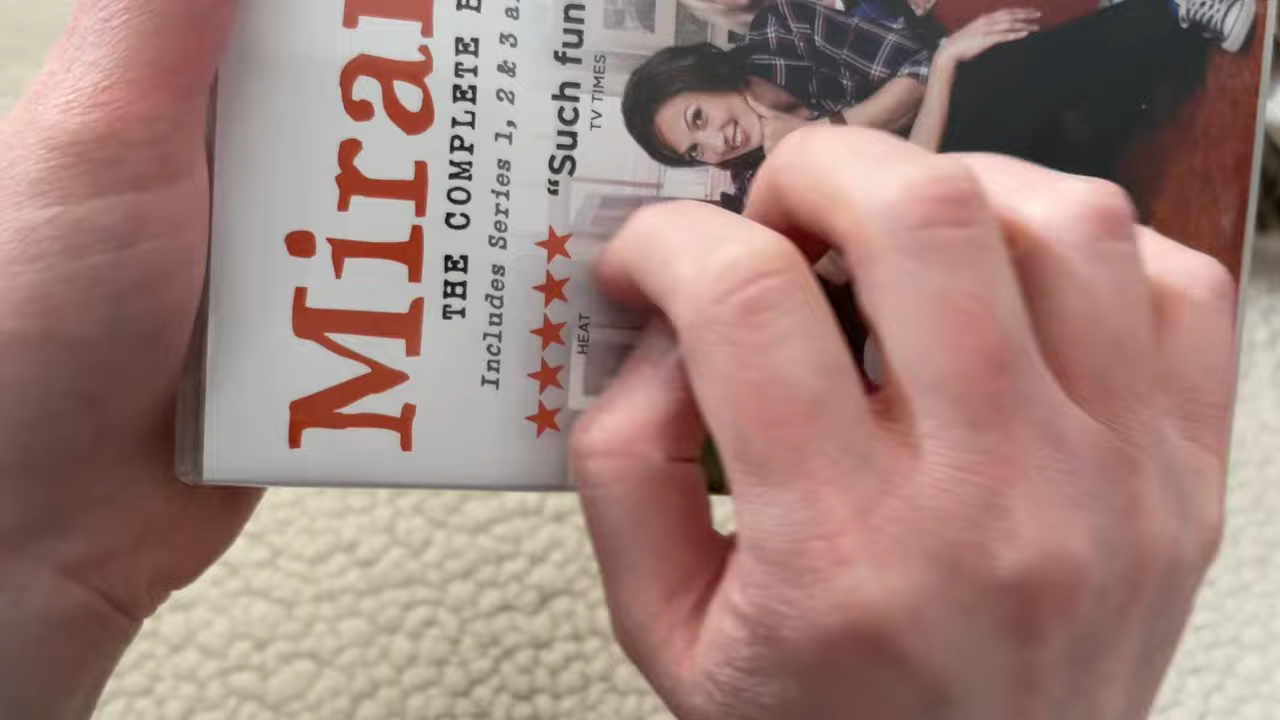 Mira
THE COMPLETE
Includes Series 1, 2 & 3 a
HEAT
"Such fun
TV TIMES